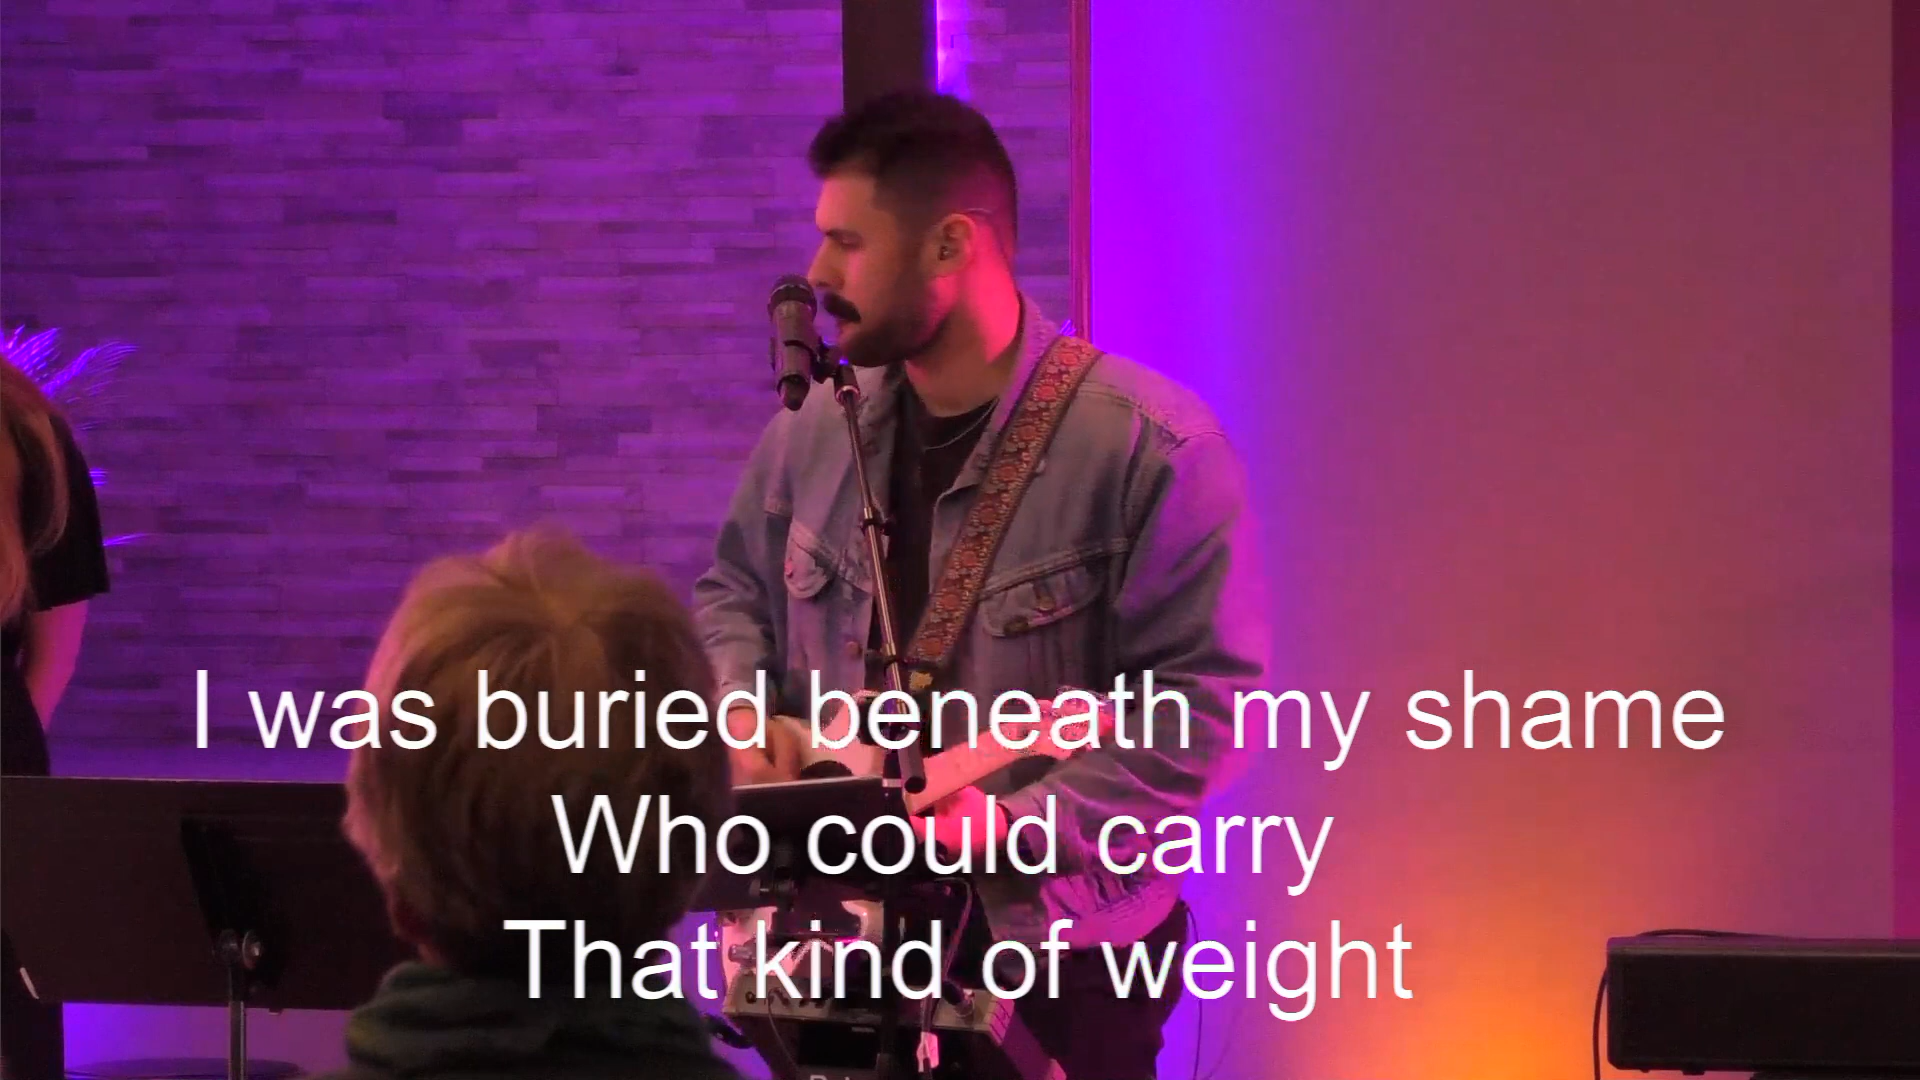 I was buried beneath my shame
Who could carry
That kind of weight